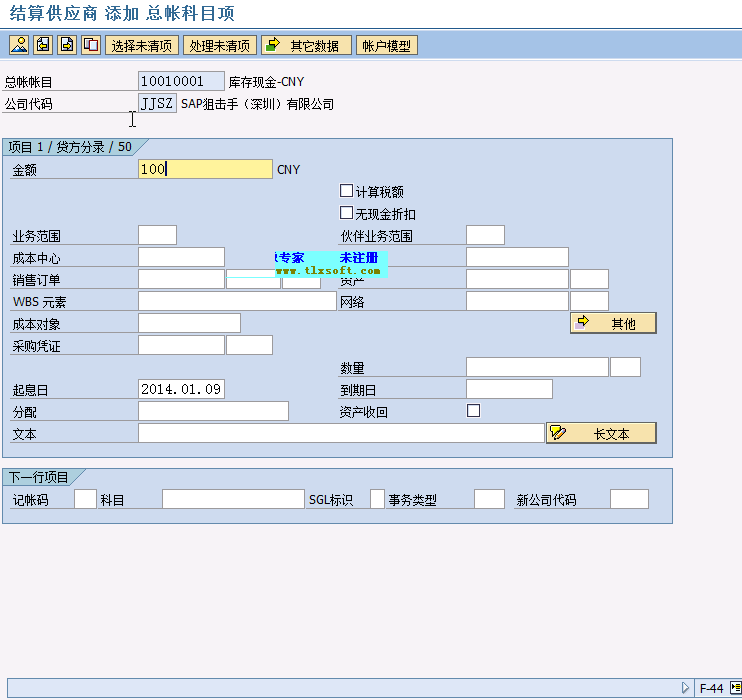 结算供应商 添加 总帐科目项
选择未清项 处理未清项 其它数据 帐户模型
总帐帐目 10010001 库存现金-CNY
公司代码 JJSZ SAP狙击手（深圳）有限公司
项目 1 / 贷方分录 / 50
金额 100 CNY
计算税额
无现金折扣
业务范围 伙伴业务范围
成本中心 专家 未注册
销售订单 www.tlxsoft.com 资产
WBS 元素 网络
成本对象 其他
采购凭证
数量
起息日 2014.01.09 到期日
分配 资产收回
文本 长文本
下一行项目
记帐码 科目 SGL标识 事务类型 新公司代码
F-44